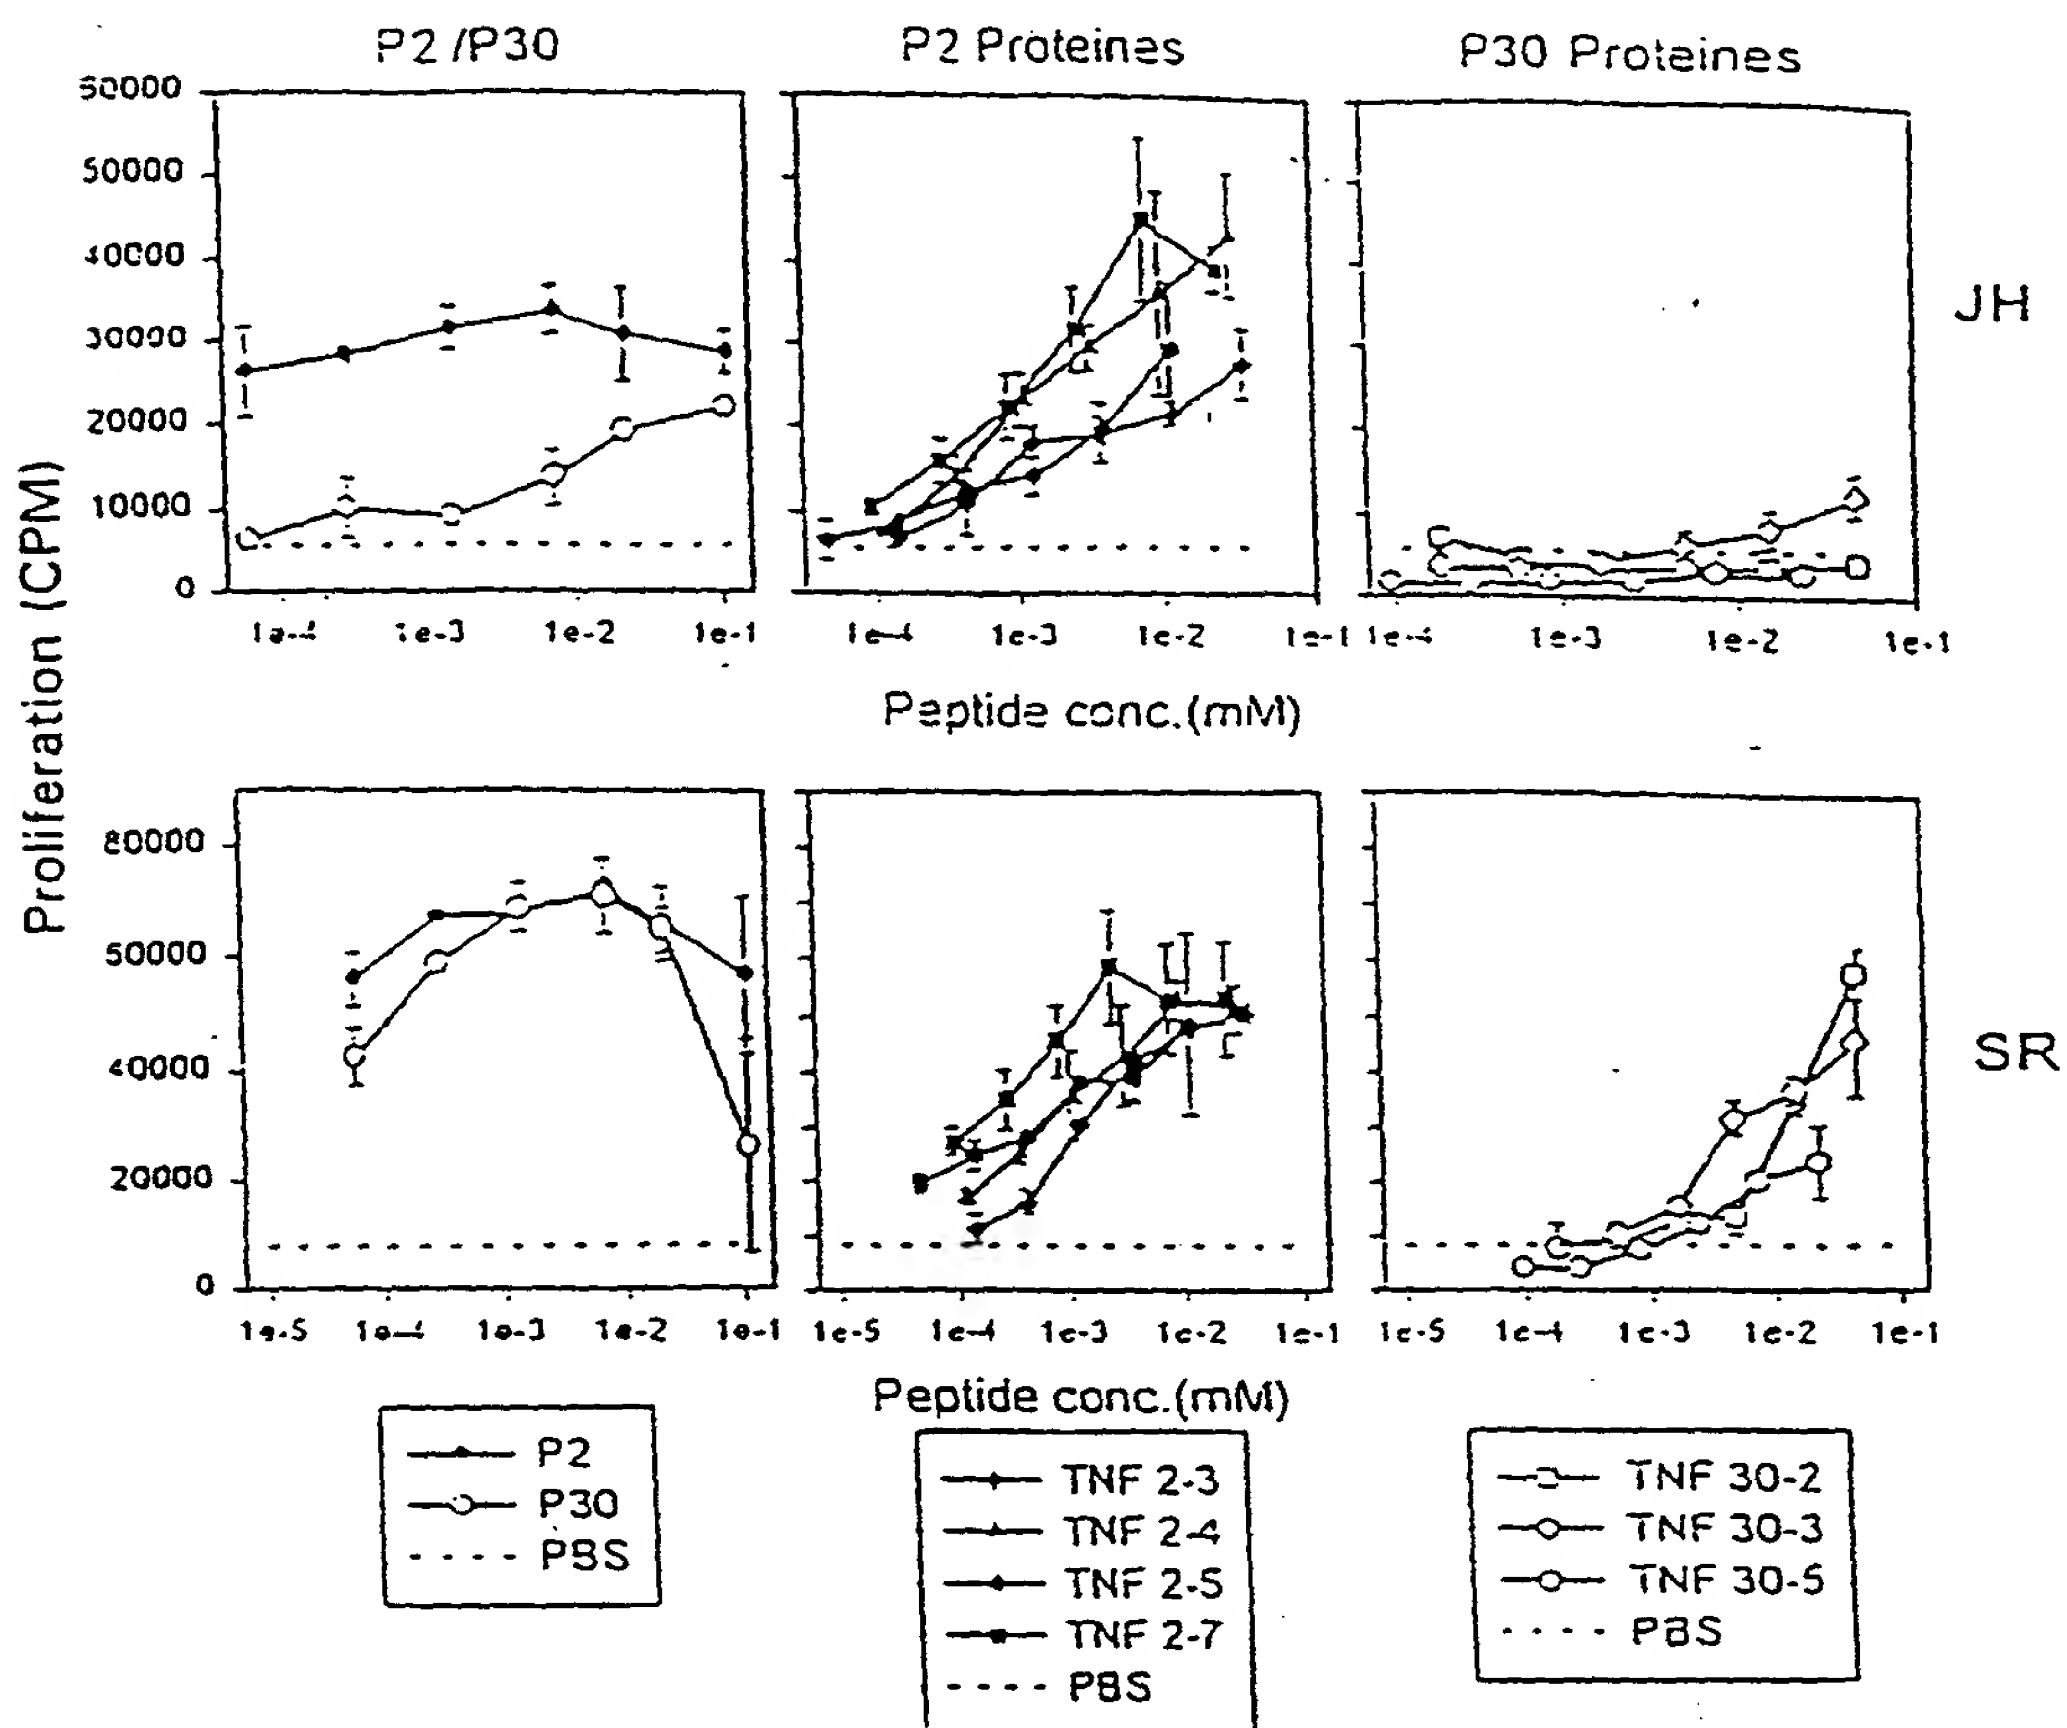 P2 /P30 P2 Proteines P30 Proteines
50000
40000
30000
20000
10000
0
JH
Proliferation (CPM)
1e-3 1e-2 1e-1 1e-3 1e-2 1e-1 1e-4 1e-3 1e-2 1e-1
Peptide conc.(mM)
80000
50000
40000
20000
0
SR
1e-5 1e-4 1e-3 1e-2 1e-1 1e-5 1e-4 1e-3 1e-2 1e-1 1e-5 1e-4 1e-3 1e-2 1e-1
Peptide conc.(mM)
P2
P30
PBS
TNF 2-3
TNF 2-4
TNF 2-5
TNF 2-7
PBS
TNF 30-2
TNF 30-3
TNF 30-5
PBS